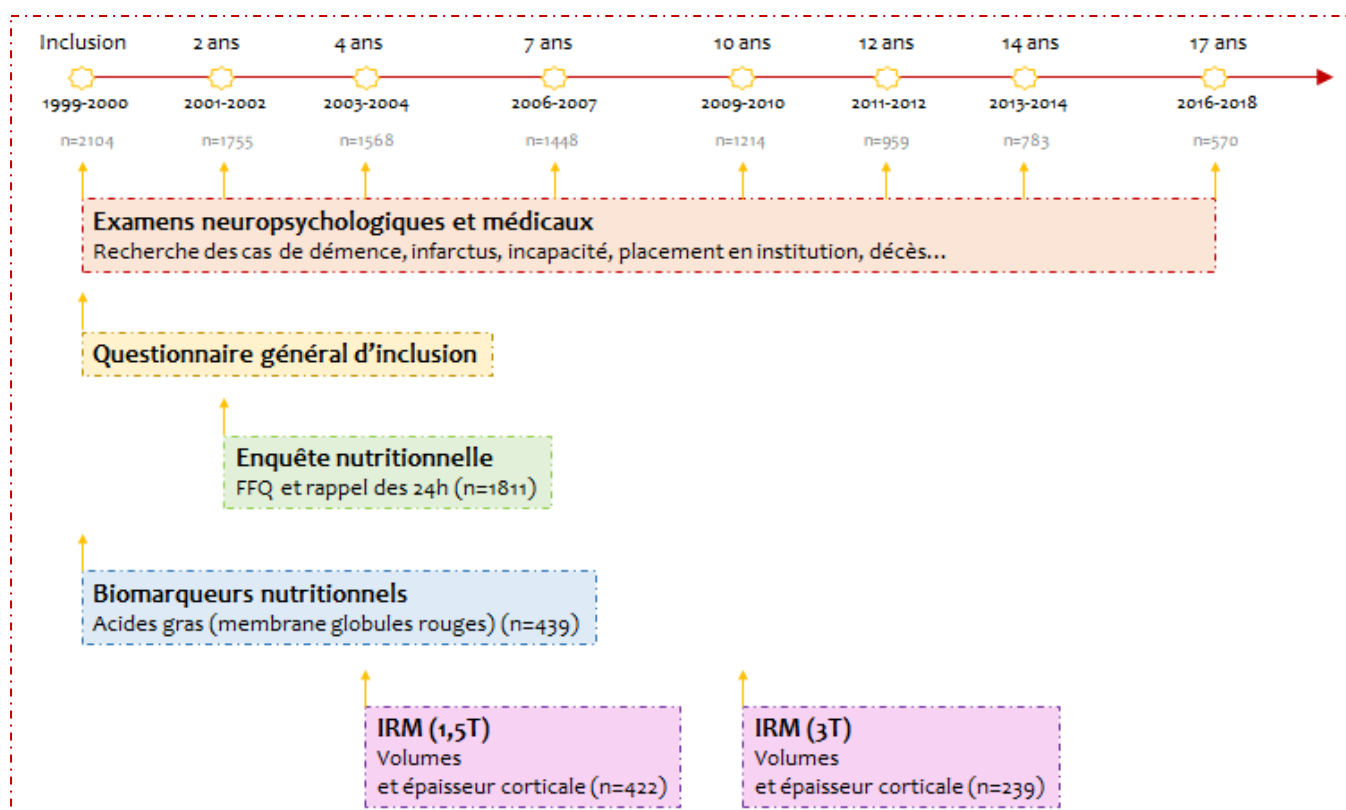 Inclusion 2 ans 4 ans 7 ans 10 ans 12 ans 14 ans 17 ans
1999-2000 2001-2002 2003-2004 2006-2007 2009-2010 2011-2012 2013-2014 2016-2018
n=2104 n=1755 n=1568 n=1448 n=1214 n=959 n=783 n=570
Examens neuropsychologiques et médicaux
Recherche des cas de démence, infarctus, incapacité, placement en institution, décès...
Questionnaire général d'inclusion
Enquête nutritionnelle
FFQ et rappel des 24h (n=1811)
Biomarqueurs nutritionnels
Acides gras (membrane globules rouges) (n=439)
IRM (1,5T)
Volumes
et épaisseur corticale (n=422)
IRM (3T)
Volumes
et épaisseur corticale (n=239)